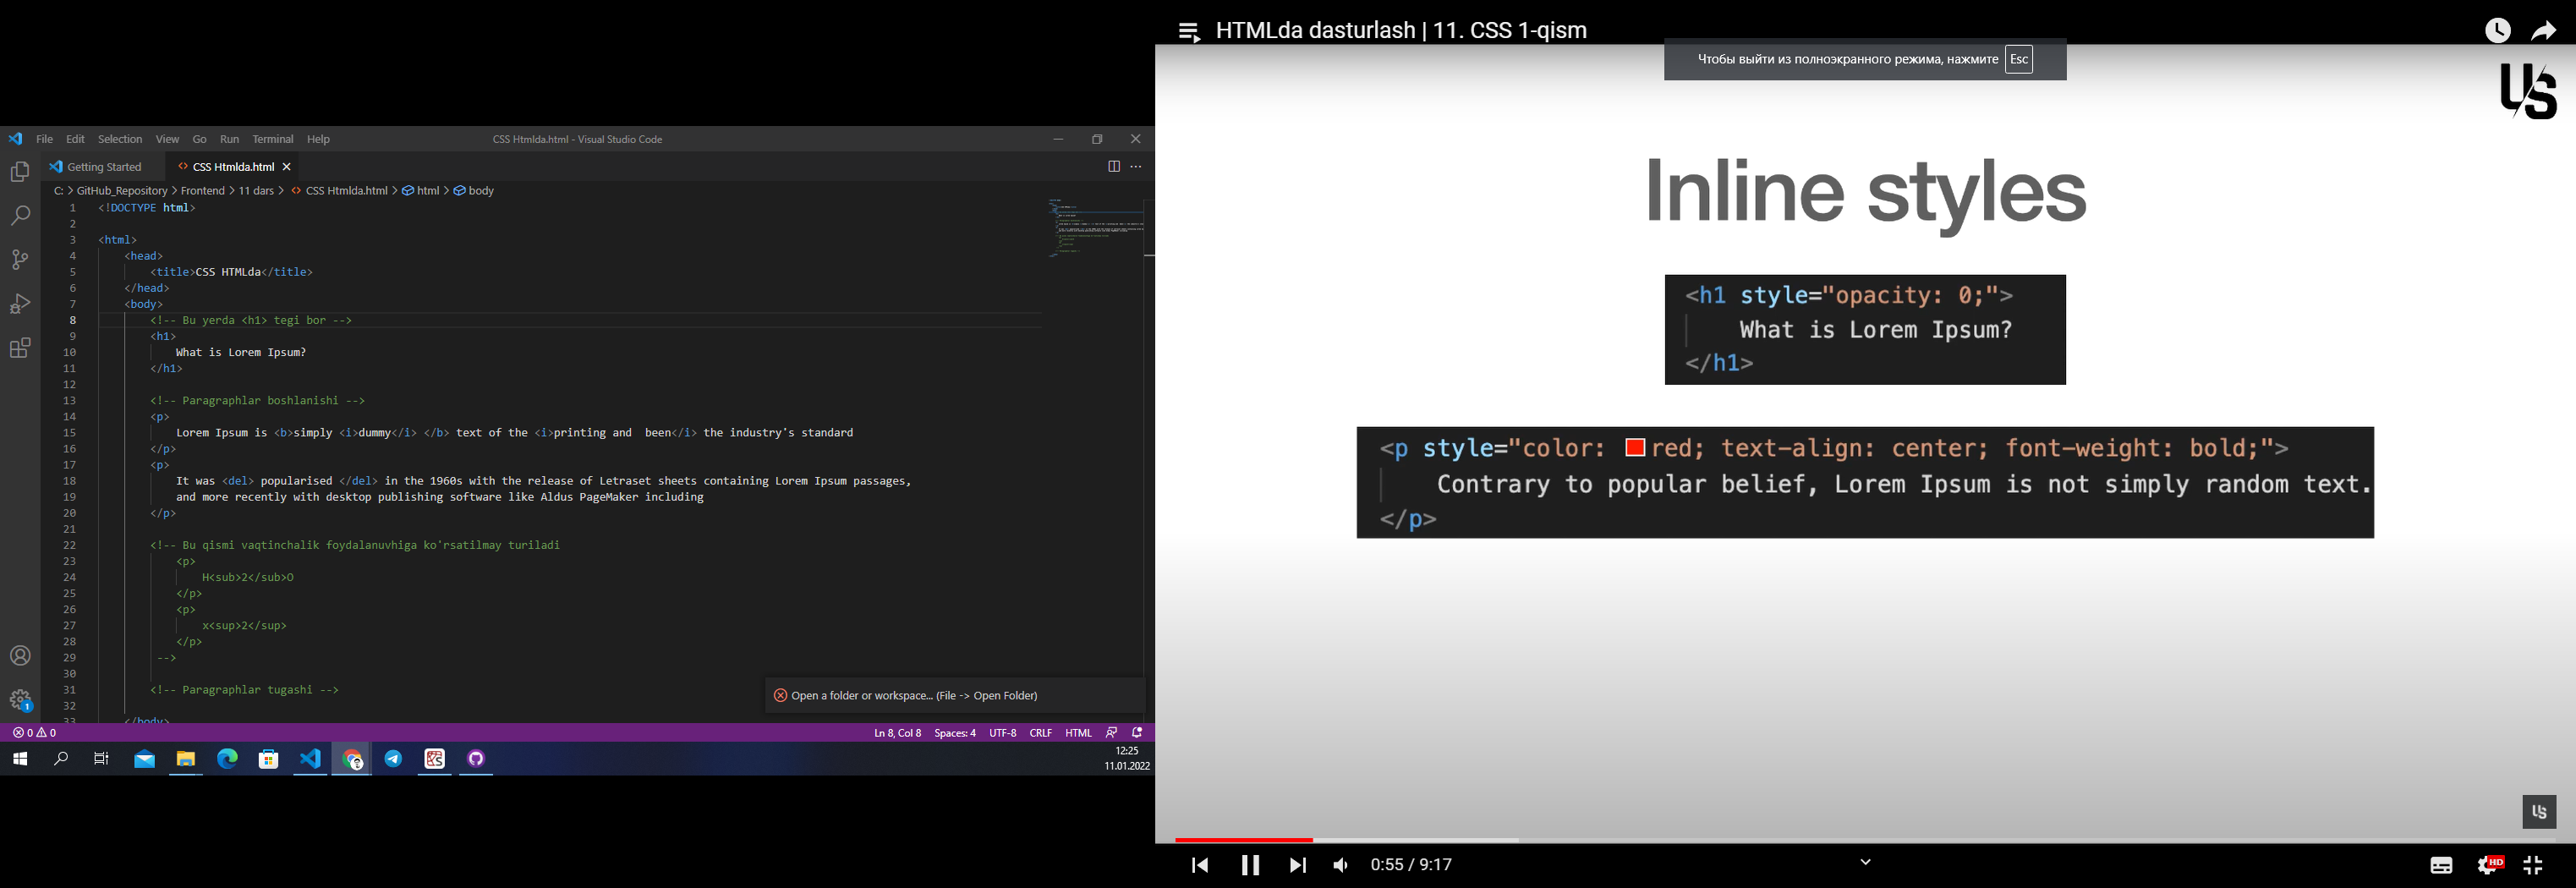 File Edit Selection View Go Run Terminal Help
CSS Htmlda.html - Visual Studio Code
Getting Started
CSS Htmlda.html
C: > GitHub_Repository > Frontend > 11 dars > CSS Htmlda.html > html > body
1 <!DOCTYPE html>
2
3 <html>
4 <head>
5 <title>CSS HTMLda</title>
6 </head>
7 <body>
8 <!-- Bu yerda <h1> tegi bor -->
9 <h1>
10 What is Lorem Ipsum?
11 </h1>
12
13 <!-- Paragraphlar boshlanishi -->
14 <p>
15 Lorem Ipsum is <b>simply <i>dummy</i> </b> text of the <i>printing and  been</i> the industry's standard
16 </p>
17 <p>
18 It was <del> popularised </del> in the 1960s with the release of Letraset sheets containing Lorem Ipsum passages,
19 and more recently with desktop publishing software like Aldus PageMaker including
20 </p>
21
22 <!-- Bu qismi vaqtinchalik foydalanuvhiga ko'rsatilmay turiladi
23 <p>
24 H<sub>2</sub>O
25 </p>
26 <p>
27 x<sup>2</sup>
28 </p>
29 -->
30
31 <!-- Paragraphlar tugashi -->
32
33 </body>
Open a folder or workspace... (File -> Open Folder)
1
0 0
Ln 8, Col 8 Spaces: 4 UTF-8 CRLF HTML
12:25
11.01.2022
HTMLda dasturlash | 11. CSS 1-qism
Чтобы выйти из полноэкранного режима, нажмите Esc
US
Inline styles
<h1 style="opacity: 0;">
What is Lorem Ipsum?
</h1>
<p style="color: red; text-align: center; font-weight: bold;">
Contrary to popular belief, Lorem Ipsum is not simply random text.
</p>
US
0:55 / 9:17
HD